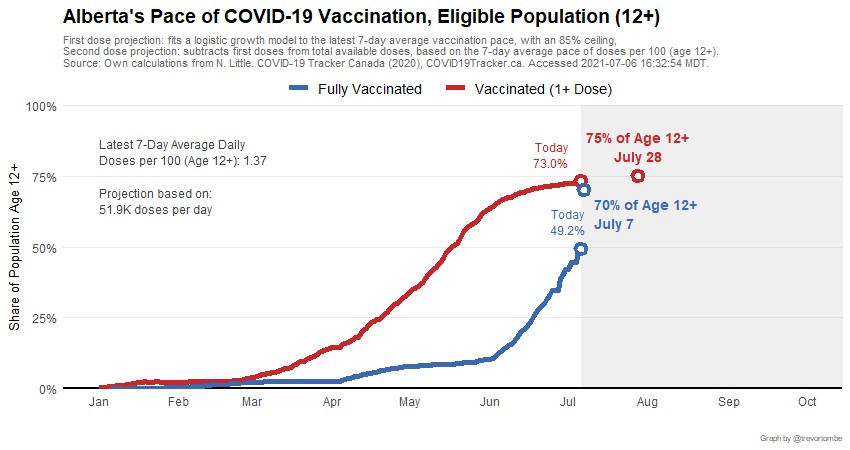 Alberta's Pace of COVID-19 Vaccination, Eligible Population (12+)
First dose projection: fits a logistic growth model to the latest 7-day average vaccination pace, with an 85% ceiling,
Second dose projection: subtracts first doses from total available doses, based on the 7-day average pace of doses per 100 (age 12+).
Source: Own calculations from N. Little. COVID-19 Tracker Canada (2020), COVID19Tracker.ca. Accessed 2021-07-06 16:32:54 MDT.
Fully Vaccinated
Vaccinated (1+ Dose)
Share of Population Age 12+
100%
75%
50%
25%
0%
Latest 7-Day Average Daily
Doses per 100 (Age 12+): 1.37
Projection based on:
51.9K doses per day
Today
73.0%
75% of Age 12+
July 28
70% of Age 12+
July 7
Today
49.2%
Jan
Feb
Mar
Apr
May
Jun
Jul
Aug
Sep
Oct
Graph by @trevortombe